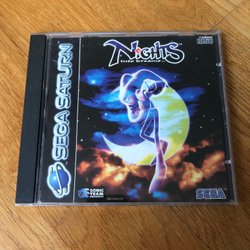 SEGA SATURN
NiGHTS
into Dreams...
SONIC
TEAM
SEGA